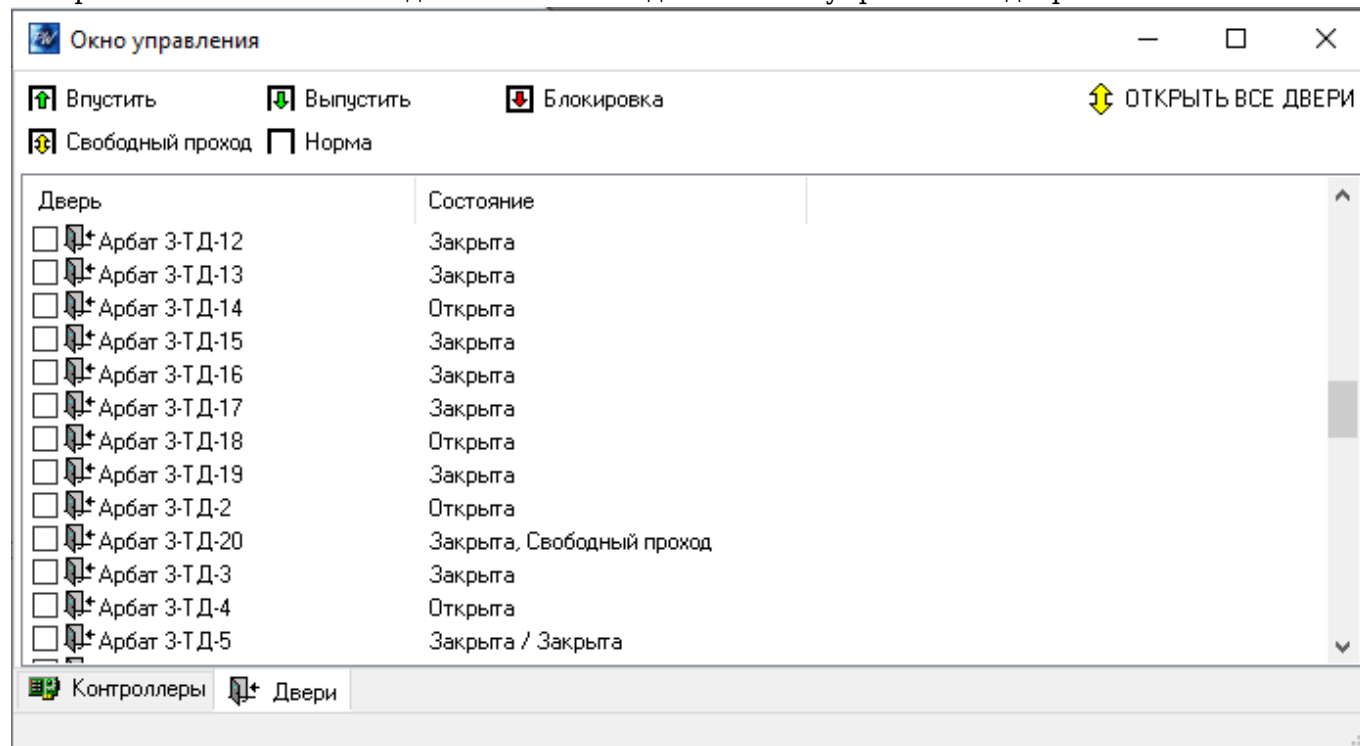 Окно управления
Впустить Выпустить Блокировка ОТКРЫТЬ ВСЕ ДВЕРИ
Свободный проход Норма
Дверь Состояние
Арбат 3-ТД-12 Закрыта
Арбат 3-ТД-13 Закрыта
Арбат 3-ТД-14 Открыта
Арбат 3-ТД-15 Закрыта
Арбат 3-ТД-16 Закрыта
Арбат 3-ТД-17 Закрыта
Арбат 3-ТД-18 Открыта
Арбат 3-ТД-19 Закрыта
Арбат 3-ТД-2 Открыта
Арбат 3-ТД-20 Закрыта, Свободный проход
Арбат 3-ТД-3 Закрыта
Арбат 3-ТД-4 Открыта
Арбат 3-ТД-5 Закрыта / Закрыта
Контроллеры Двери